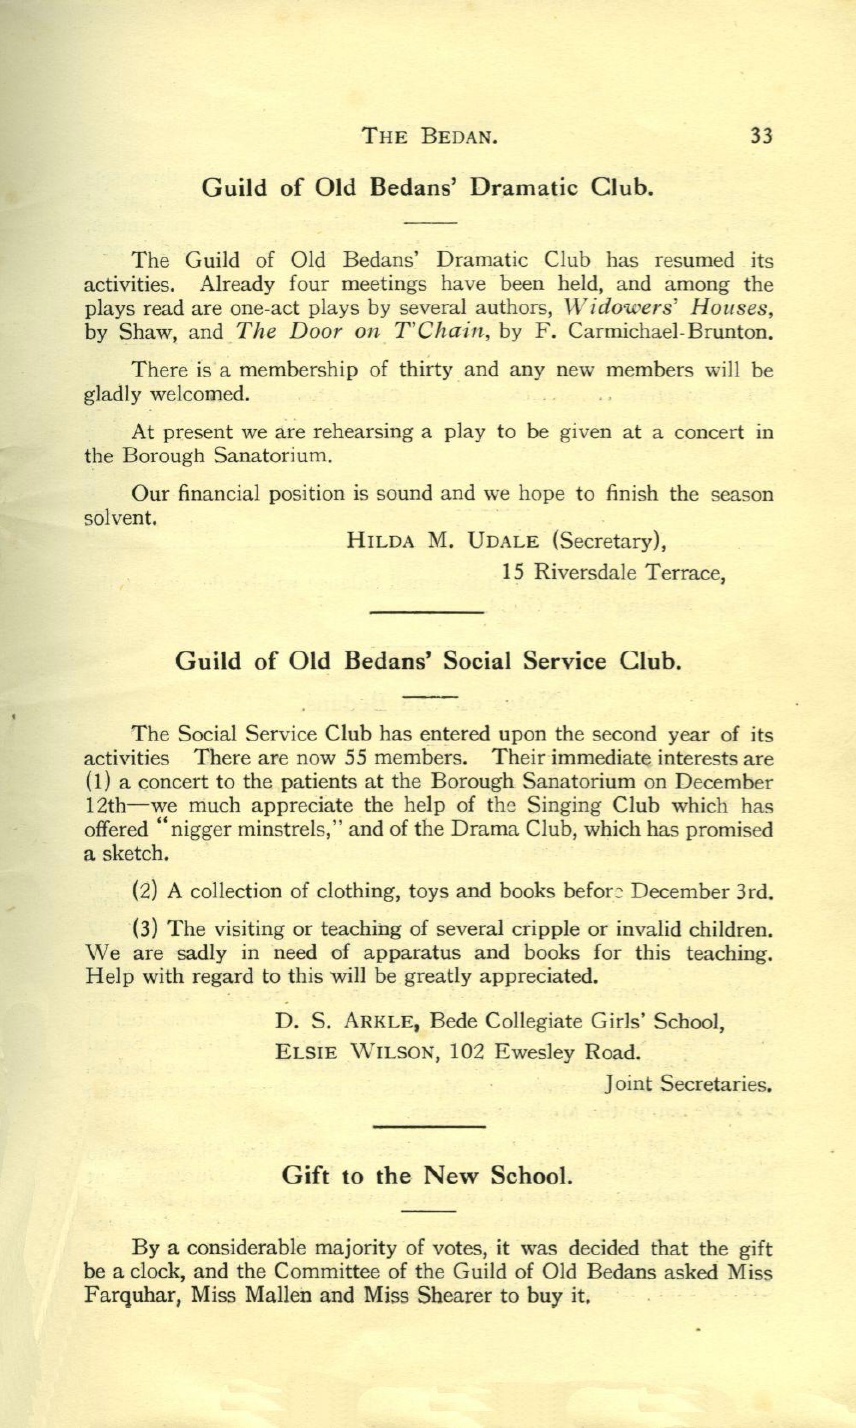 THE BEDAN. 33
Guild of Old Bedans' Dramatic Club.
The Guild of Old Bedans' Dramatic Club has resumed its
activities. Already four meetings have been held, and among the
plays read are one-act plays by several authors, Widowers' Houses,
by Shaw, and The Door on T'Chain, by F. Carmichael-Brunton.
There is a membership of thirty and any new members will be
gladly welcomed.
At present we are rehearsing a play to be given at a concert in
the Borough Sanatorium.
Our financial position is sound and we hope to finish the season
solvent.
HILDA M. UDALE (Secretary),
15 Riversdale Terrace,
Guild of Old Bedans' Social Service Club.
The Social Service Club has entered upon the second year of its
activities There are now 55 members. Their immediate interests are
(1) a concert to the patients at the Borough Sanatorium on December
12th—we much appreciate the help of the Singing Club which has
offered "nigger minstrels," and of the Drama Club, which has promised
a sketch.
(2) A collection of clothing, toys and books before December 3rd.
(3) The visiting or teaching of several cripple or invalid children.
We are sadly in need of apparatus and books for this teaching.
Help with regard to this will be greatly appreciated.
D. S. ARKLE, Bede Collegiate Girls' School,
ELSIE WILSON, 102 Ewesley Road.
Joint Secretaries.
Gift to the New School.
By a considerable majority of votes, it was decided that the gift
be a clock, and the Committee of the Guild of Old Bedans asked Miss
Farquhar, Miss Mallen and Miss Shearer to buy it.